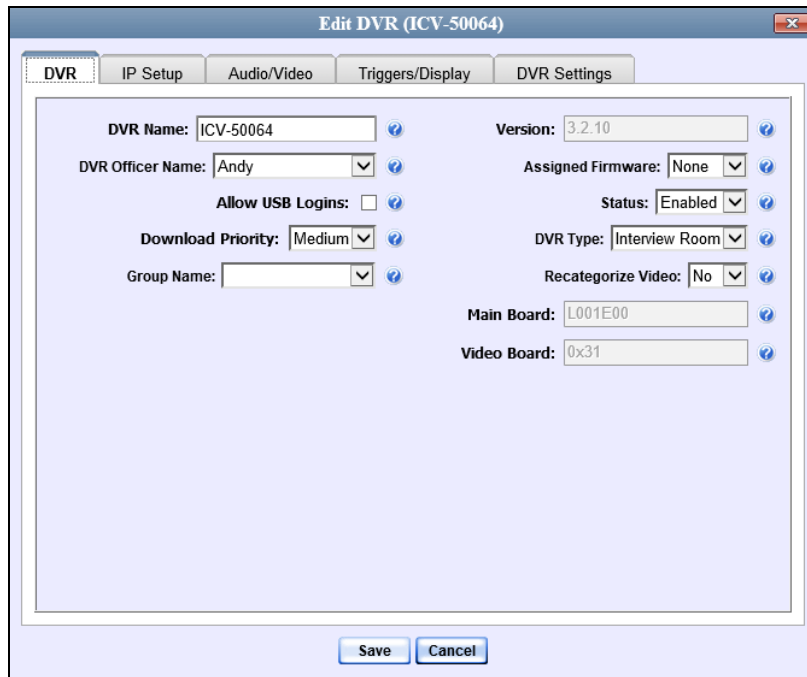 Edit DVR (ICV-50064)
DVR
IP Setup
Audio/Video
Triggers/Display
DVR Settings
DVR Name: ICV-50064
DVR Officer Name: Andy
Allow USB Logins:
Download Priority: Medium
Group Name:
Version: 3.2.10
Assigned Firmware: None
Status: Enabled
DVR Type: Interview Room
Recategorize Video: No
Main Board: L001E00
Video Board: 0x31
Save
Cancel